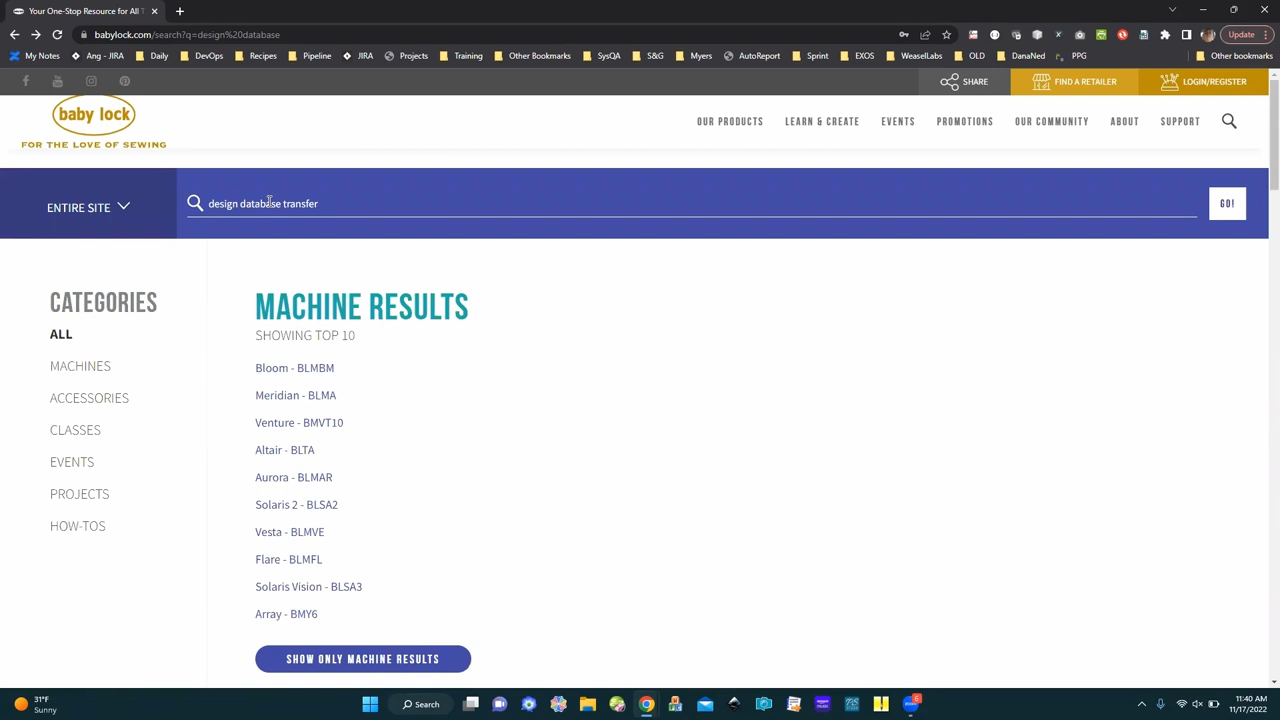 Your One-Stop-Shop for All T
babylock.com/search?q=design%20database
Update
My Notes
Ang - JIRA
Daily
DevOps
Recipes
Pipeline
JIRA
Projects
Training
Sprint
SysQA
S&G
Myers
AutoReport
Sprint
EXOS
WeaselLabs
OLD
DanaNed
PPG
Other bookmarks
SHARE
FIND A RETAILER
LOGIN/REGISTER
baby lock
FOR THE LOVE OF SEWING
OUR PRODUCTS
LEARN & CREATE
EVENTS
PROMOTIONS
OUR COMMUNITY
ABOUT
SUPPORT
ENTIRE SITE
design database transfer
GO!
CATEGORIES
ALL
MACHINES
ACCESSORIES
CLASSES
EVENTS
PROJECTS
HOW-TOS
MACHINE RESULTS
SHOWING TOP 10
Bloom - BLMBM
Meridian - BLMA
Venture - BMVT10
Altair - BLTA
Aurora - BLMAR
Solaris 2 - BLSA2
Vesta - BLMVE
Flare - BLMFL
Solaris Vision - BLSA3
Array - BMY6
SHOW ONLY MACHINE RESULTS
31°F
Sunny
Search
6
11:40 AM
11/17/2022